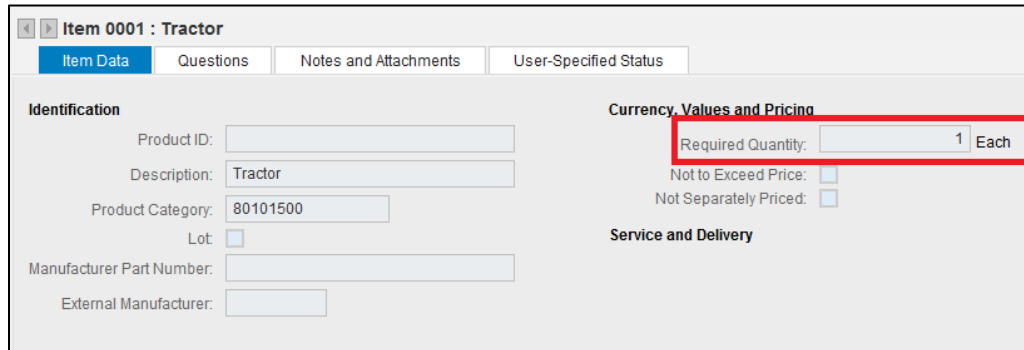 Item 0001 : Tractor
Item Data Questions Notes and Attachments User-Specified Status
Identification
Product ID:
Description: Tractor
Product Category: 80101500
Lot:
Manufacturer Part Number:
External Manufacturer:
Currency, Values and Pricing
Required Quantity: 1 Each
Not to Exceed Price:
Not Separately Priced:
Service and Delivery